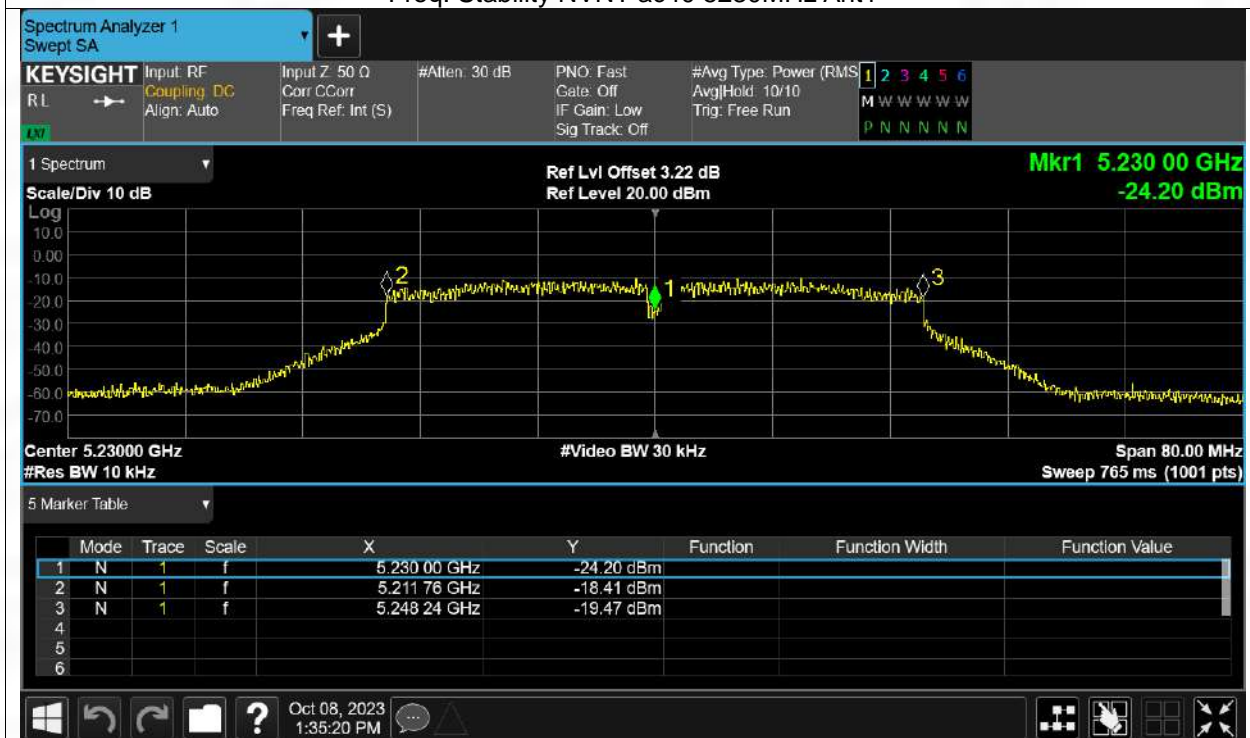 Spectrum Analyzer 1
Swept SA
+
KEYSIGHT
RL
LXI
Input: RF
Coupling: DC
Align: Auto
Input Z: 50 Ω
Corr CCorr
Freq Ref: Int (S)
#Atten: 30 dB
PNO: Fast
Gate: Off
IF Gain: Low
Sig Track: Off
#Avg Type: Power (RMS
Avg|Hold: 10/10
Trig: Free Run
1 2 3 4 5 6
M W W W W W
P N N N N N
1 Spectrum
Scale/Div 10 dB
Ref Lvl Offset 3.22 dB
Ref Level 20.00 dBm
Mkr1 5.230 00 GHz
-24.20 dBm
Log
10.0
0.00
-10.0
-20.0
-30.0
-40.0
-50.0
-60.0
-70.0
2
1
3
Center 5.23000 GHz
#Video BW 30 kHz
Span 80.00 MHz
#Res BW 10 kHz
Sweep 765 ms (1001 pts)
5 Marker Table
Mode Trace Scale X Y Function Function Width Function Value
1 N 1 f 5.230 00 GHz -24.20 dBm
2 N 1 f 5.211 76 GHz -18.41 dBm
3 N 1 f 5.248 24 GHz -19.47 dBm
4
5
6
?
Oct 08, 2023
1:35:20 PM